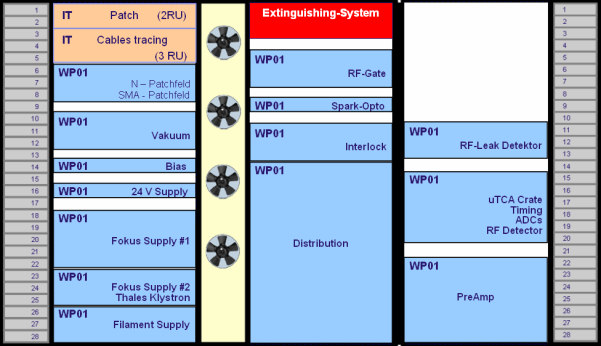 1
2
3
4
5
6
7
8
9
10
11
12
13
14
15
16
17
18
19
20
21
22
23
24
25
26
27
28
IT Patch (2RU)
IT Cables tracing
(3 RU)
WP01
N – Patchfeld
SMA - Patchfeld
WP01
Vakuum
WP01
Bias
WP01
24 V Supply
WP01
Fokus Supply #1
WP01
Fokus Supply #2
Thales Klystron
WP01
Filament Supply
Extinguishing-System
WP01
RF-Gate
WP01
Spark-Opto
WP01
Interlock
WP01
Distribution
WP01
RF-Leak Detektor
WP01
uTCA Crate
Timing
ADCs
RF Detector
WP01
PreAmp
1
2
3
4
5
6
7
8
9
10
11
12
13
14
15
16
17
18
19
20
21
22
23
24
25
26
27
28